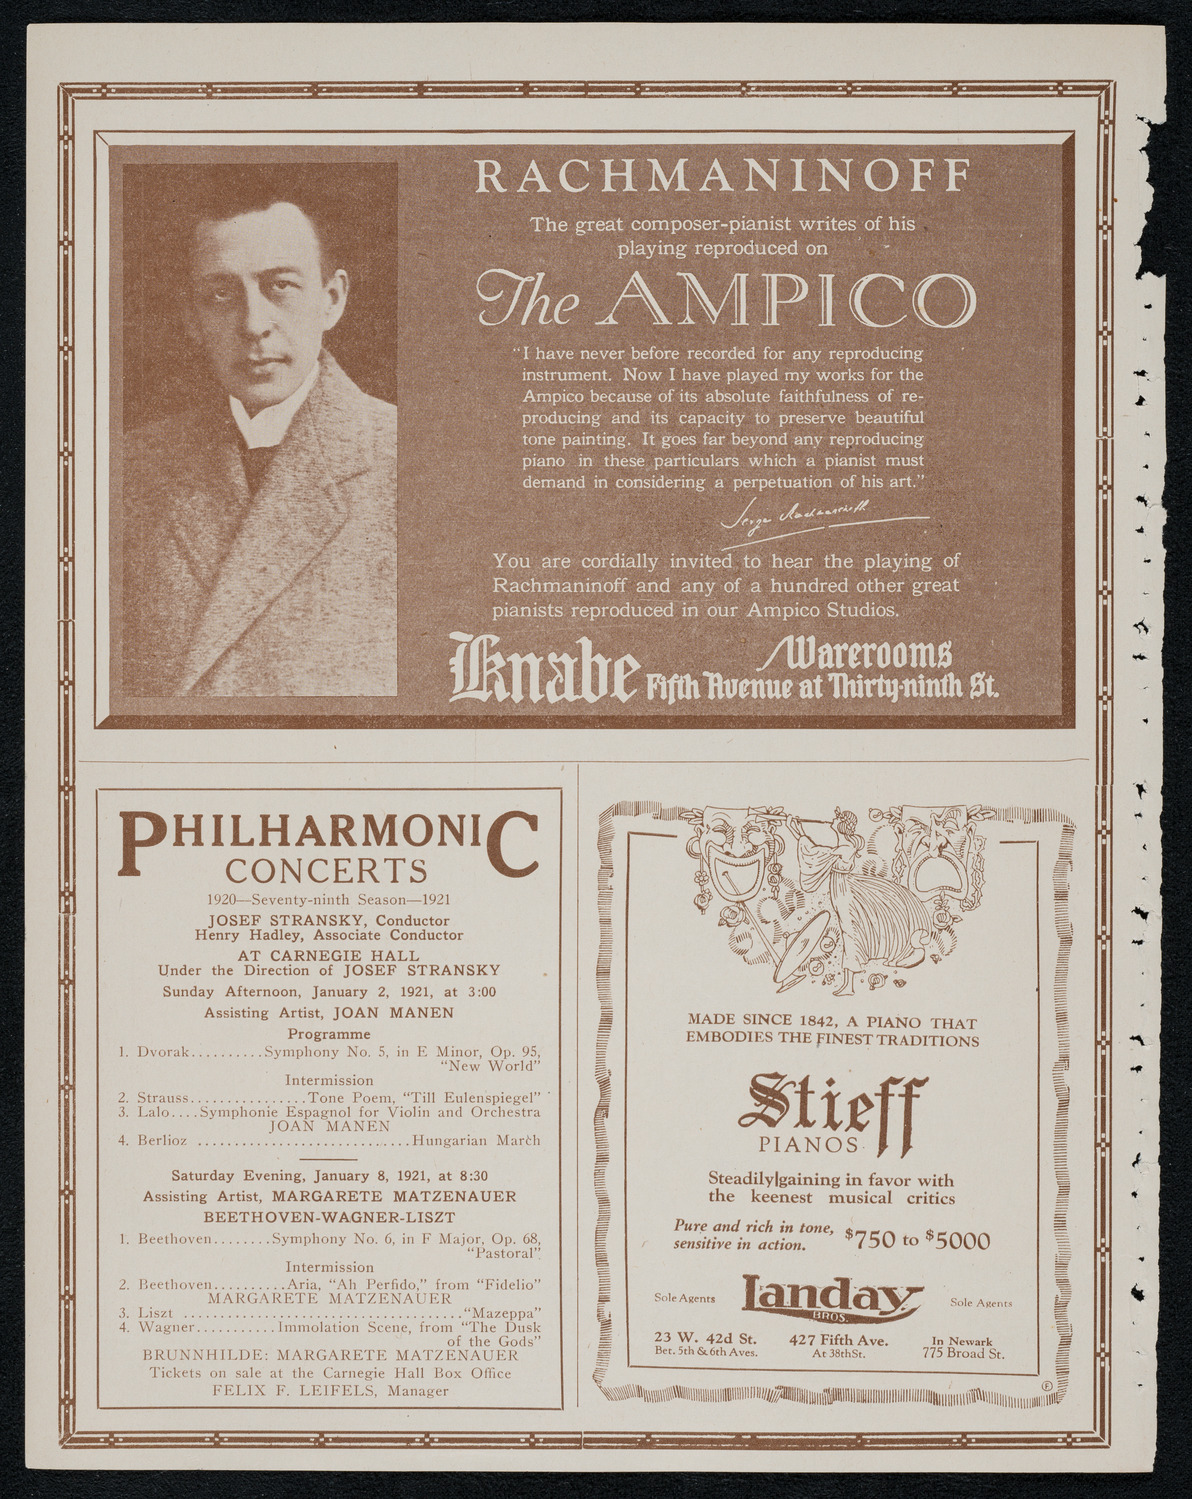 RACHMANINOFF
The great composer-pianist writes of his
playing reproduced on
The AMPICO
"I have never before recorded for any reproducing
instrument. Now I have played my works for the
Ampico because of its absolute faithfulness of re-
producing and its capacity to preserve beautiful
tone painting. It goes far beyond any reproducing
piano in these particulars which a pianist must
demand in considering a perpetuation of his art."
Serge Rachmaninoff
You are cordially invited to hear the playing of
Rachmaninoff and any of a hundred other great
pianists reproduced in our Ampico Studios.
Knabe Warerooms
Fifth Avenue at Thirty-ninth St.
PHILHARMONIC
CONCERTS
1920—Seventy-ninth Season—1921
JOSEF STRANSKY, Conductor
Henry Hadley, Associate Conductor
AT CARNEGIE HALL
Under the Direction of JOSEF STRANSKY
Sunday Afternoon, January 2, 1921, at 3:00
Assisting Artist, JOAN MANEN
Programme
1. Dvorak..........Symphony No. 5, in E Minor, Op. 95,
"New World"
Intermission
2. Strauss................Tone Poem, "Till Eulenspiegel"
3. Lalo....Symphonie Espagnol for Violin and Orchestra
JOAN MANEN
4. Berlioz .............................Hungarian March
Saturday Evening, January 8, 1921, at 8:30
Assisting Artist, MARGARETE MATZENAUER
BEETHOVEN-WAGNER-LISZT
1. Beethoven........Symphony No. 6, in F Major, Op. 68,
"Pastoral"
Intermission
2. Beethoven..........Aria, "Ah Perfido," from "Fidelio"
MARGARETE MATZENAUER
3. Liszt ......................................"Mazeppa"
4. Wagner...........Immolation Scene, from "The Dusk
of the Gods"
BRUNNHILDE: MARGARETE MATZENAUER
Tickets on sale at the Carnegie Hall Box Office
FELIX F. LEIFELS, Manager
MADE SINCE 1842, A PIANO THAT
EMBODIES THE FINEST TRADITIONS
Stieff
PIANOS
Steadily gaining in favor with
the keenest musical critics
Pure and rich in tone,
sensitive in action. $750 to $5000
Sole Agents Landay BROS. Sole Agents
23 W. 42d St. 427 Fifth Ave. In Newark
Bet. 5th & 6th Aves. At 38th St. 775 Broad St.